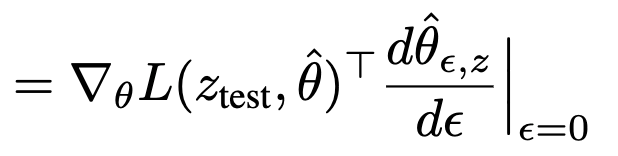 = ∇_θ L(z_test, θ̂)^⊤ dθ̂_{ϵ,z}/dϵ |_{ϵ=0}